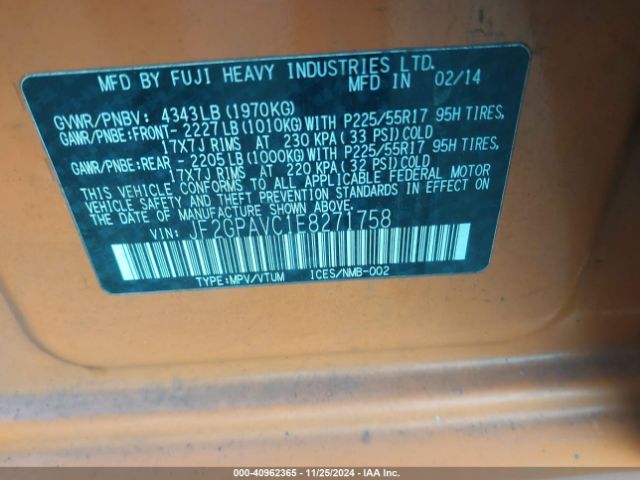 MFD BY FUJI HEAVY INDUSTRIES LTD.
MFD IN 02/14
GVWR/PNBV: 4343LB(1970KG)
GAWR/PNBE:FRONT- 2227LB(1010KG)WITH P225/55R17 95H TIRES,
17X7J RIMS AT 230 KPA( 33 PSI)COLD
GAWR/PNBE:REAR - 2205LB(1000KG)WITH P225/55R17 95H TIRES,
17X7J RIMS AT 220 KPA( 32 PSI)COLD
THIS VEHICLE CONFORMS TO ALL APPLICABLE FEDERAL MOTOR
VEHICLE SAFETY AND THEFT PREVENTION STANDARDS IN EFFECT ON
THE DATE OF MANUFACTURE SHOWN ABOVE.
VIN: JF2GPAVC1E8271758
TYPE:MPV/VTUM ICES/NMB-002
000-40962365 - 11/25/2024 - IAA Inc.